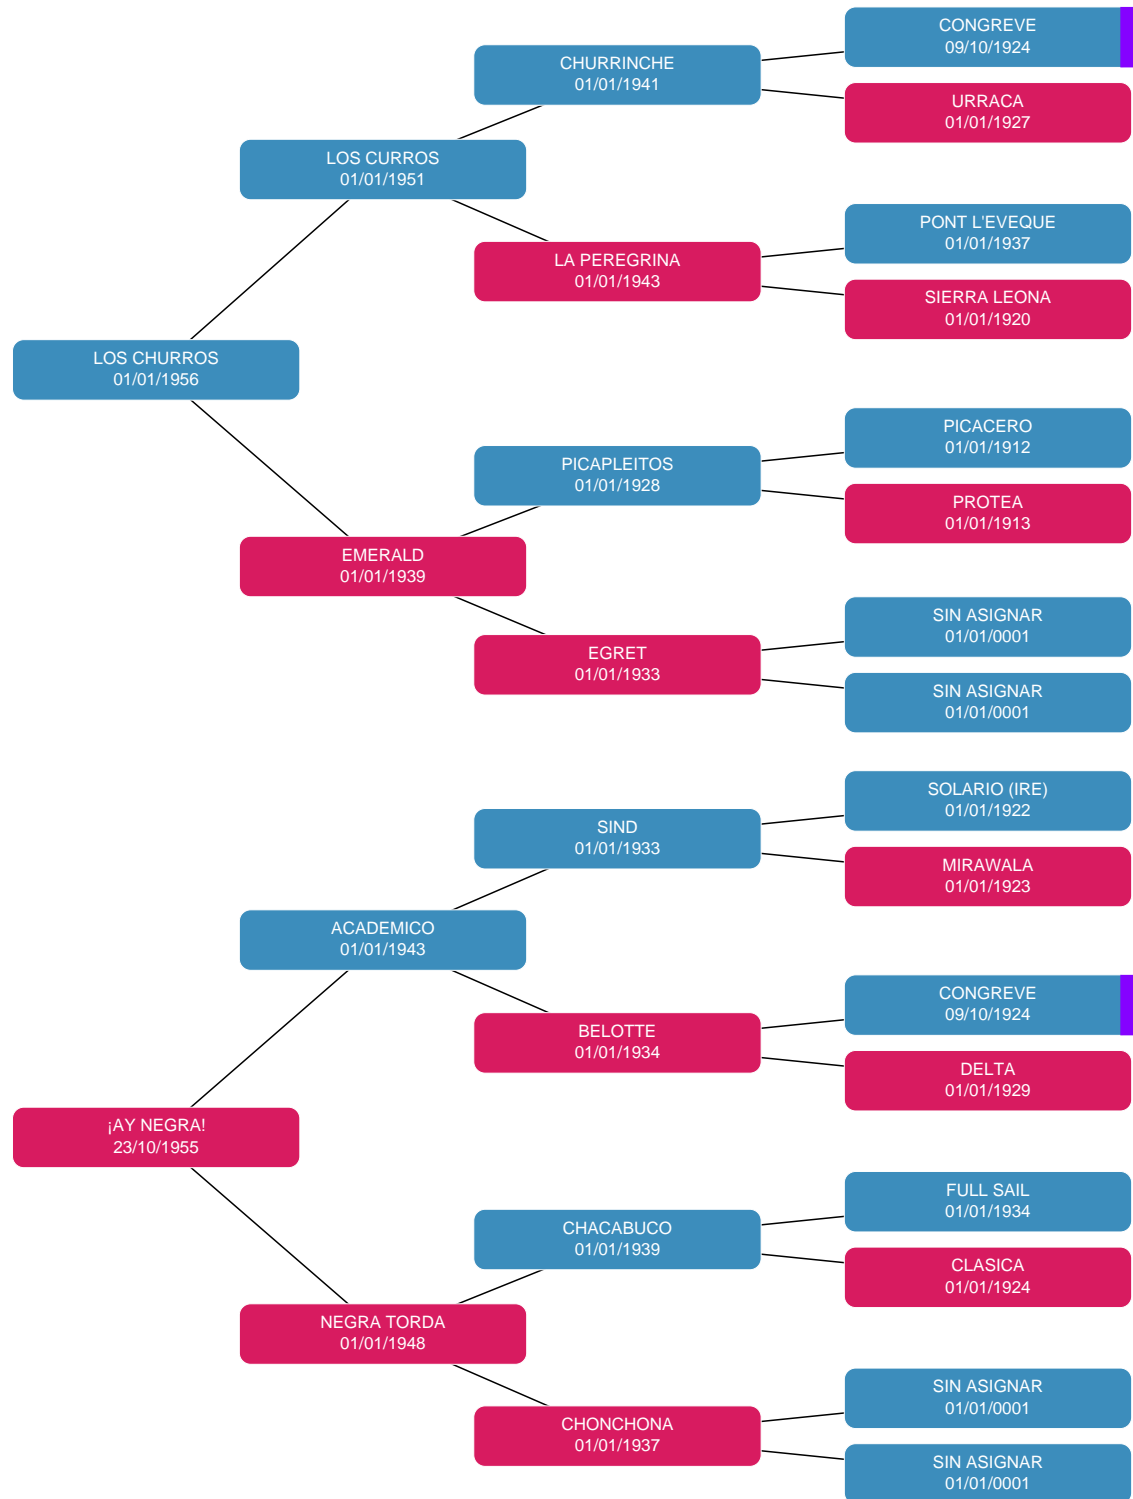 CONGREVE
09/10/1924
CHURRINCHE
01/01/1941
URRACA
01/01/1927
LOS CURROS
01/01/1951
PONT L'EVEQUE
01/01/1937
LA PEREGRINA
01/01/1943
SIERRA LEONA
01/01/1920
LOS CHURROS
01/01/1956
PICACERO
01/01/1912
PICAPLEITOS
01/01/1928
PROTEA
01/01/1913
EMERALD
01/01/1939
SIN ASIGNAR
01/01/0001
EGRET
01/01/1933
SIN ASIGNAR
01/01/0001
SOLARIO (IRE)
01/01/1922
SIND
01/01/1933
MIRAWALA
01/01/1923
ACADEMICO
01/01/1943
CONGREVE
09/10/1924
BELOTTE
01/01/1934
DELTA
01/01/1929
¡AY NEGRA!
23/10/1955
FULL SAIL
01/01/1934
CHACABUCO
01/01/1939
CLASICA
01/01/1924
NEGRA TORDA
01/01/1948
SIN ASIGNAR
01/01/0001
CHONCHONA
01/01/1937
SIN ASIGNAR
01/01/0001